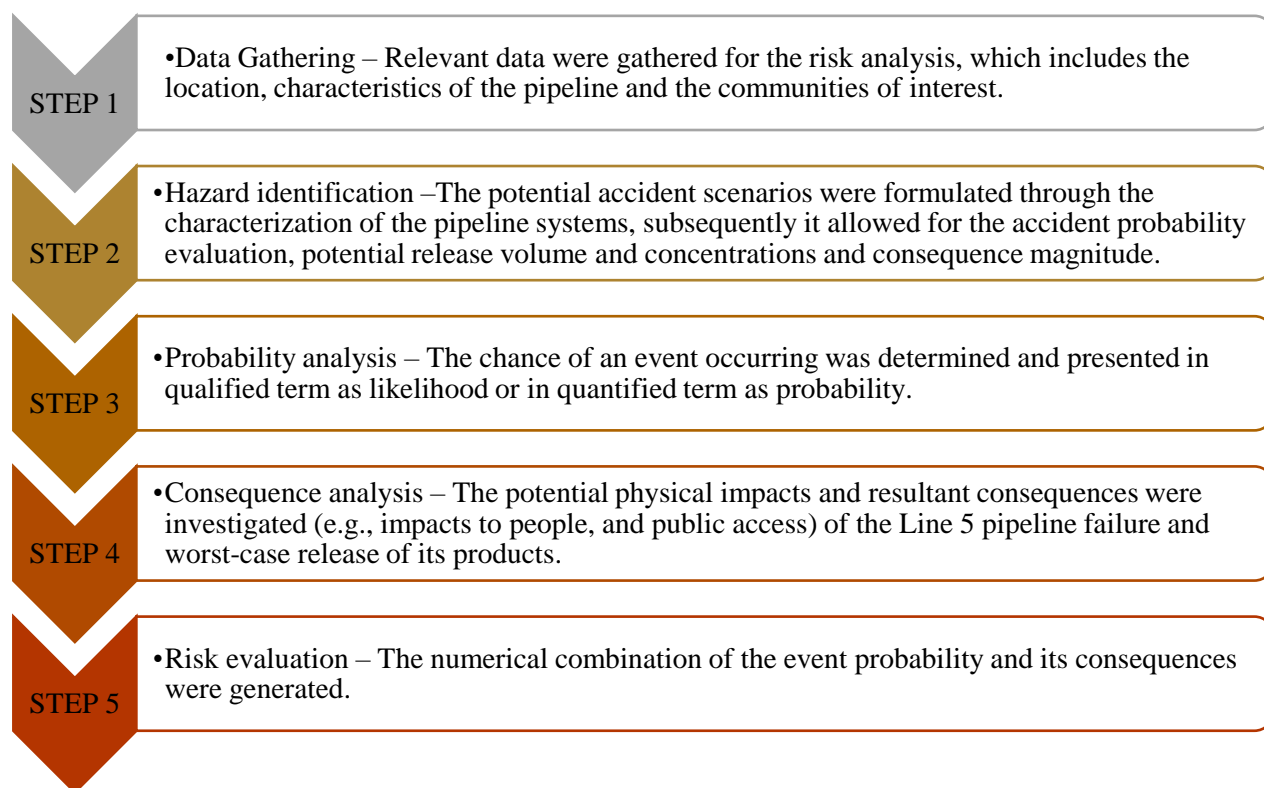 STEP 1
•Data Gathering – Relevant data were gathered for the risk analysis, which includes the
location, characteristics of the pipeline and the communities of interest.
STEP 2
•Hazard identification –The potential accident scenarios were formulated through the
characterization of the pipeline systems, subsequently it allowed for the accident probability
evaluation, potential release volume and concentrations and consequence magnitude.
STEP 3
•Probability analysis – The chance of an event occurring was determined and presented in
qualified term as likelihood or in quantified term as probability.
STEP 4
•Consequence analysis – The potential physical impacts and resultant consequences were
investigated (e.g., impacts to people, and public access) of the Line 5 pipeline failure and
worst-case release of its products.
STEP 5
•Risk evaluation – The numerical combination of the event probability and its consequences
were generated.